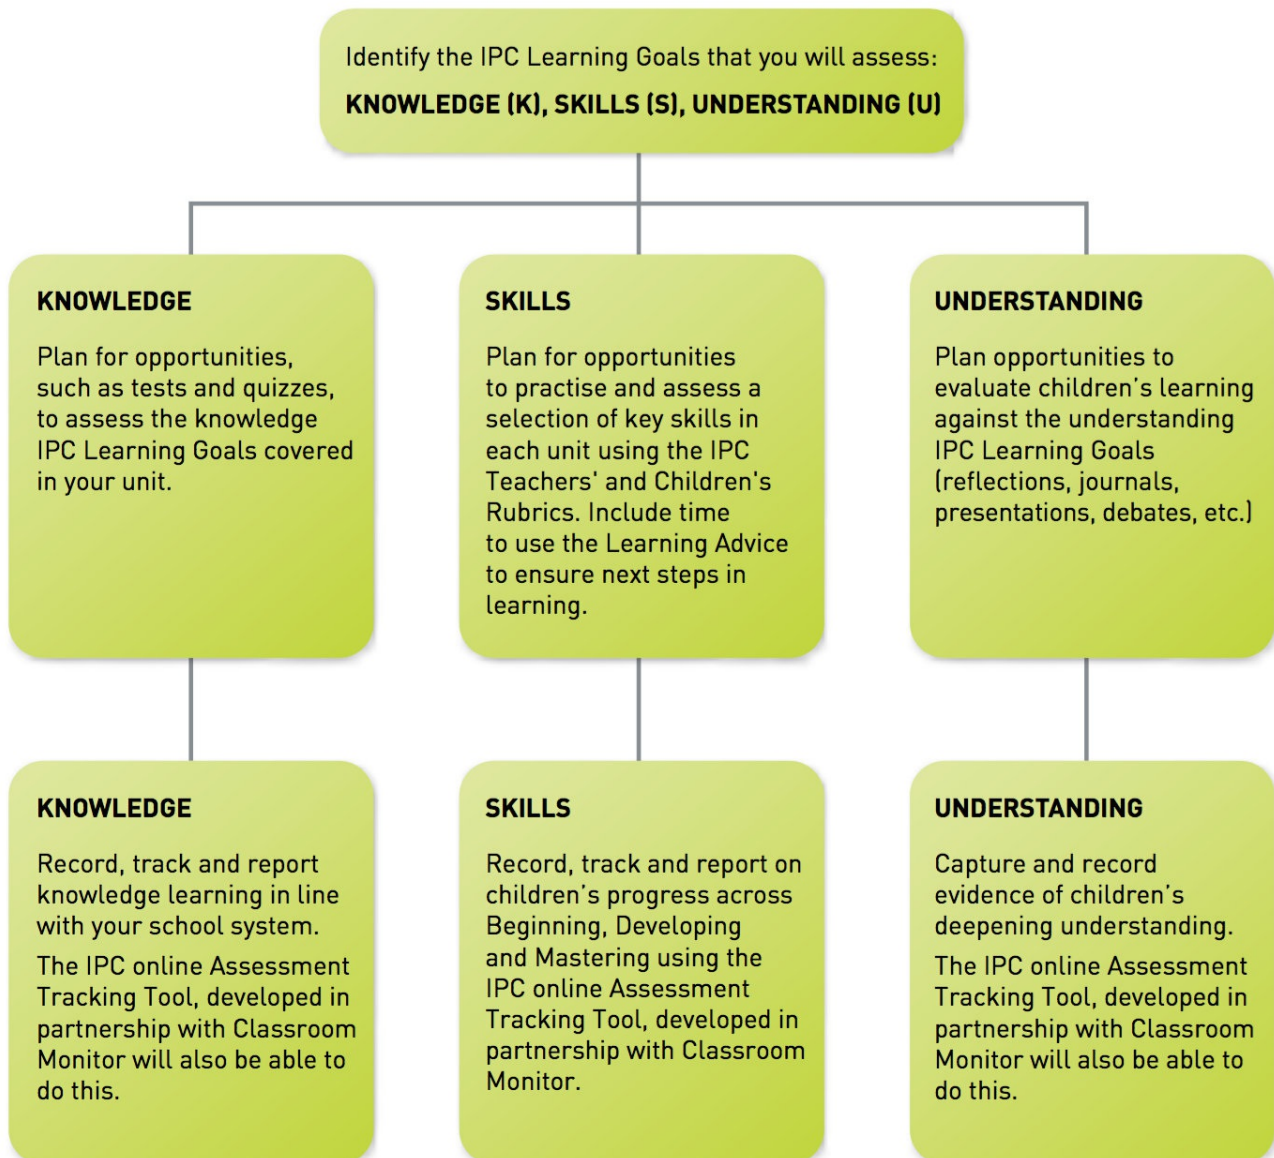 Identify the IPC Learning Goals that you will assess:
KNOWLEDGE (K), SKILLS (S), UNDERSTANDING (U)
KNOWLEDGE
Plan for opportunities,
such as tests and quizzes,
to assess the knowledge
IPC Learning Goals covered
in your unit.
SKILLS
Plan for opportunities
to practise and assess a
selection of key skills in
each unit using the IPC
Teachers' and Children's
Rubrics. Include time
to use the Learning Advice
to ensure next steps in
learning.
UNDERSTANDING
Plan opportunities to
evaluate children’s learning
against the understanding
IPC Learning Goals
(reflections, journals,
presentations, debates, etc.)
KNOWLEDGE
Record, track and report
knowledge learning in line
with your school system.
The IPC online Assessment
Tracking Tool, developed in
partnership with Classroom
Monitor will also be able to
do this.
SKILLS
Record, track and report on
children’s progress across
Beginning, Developing
and Mastering using the
IPC online Assessment
Tracking Tool, developed in
partnership with Classroom
Monitor.
UNDERSTANDING
Capture and record
evidence of children’s
deepening understanding.
The IPC online Assessment
Tracking Tool, developed in
partnership with Classroom
Monitor will also be able to
do this.